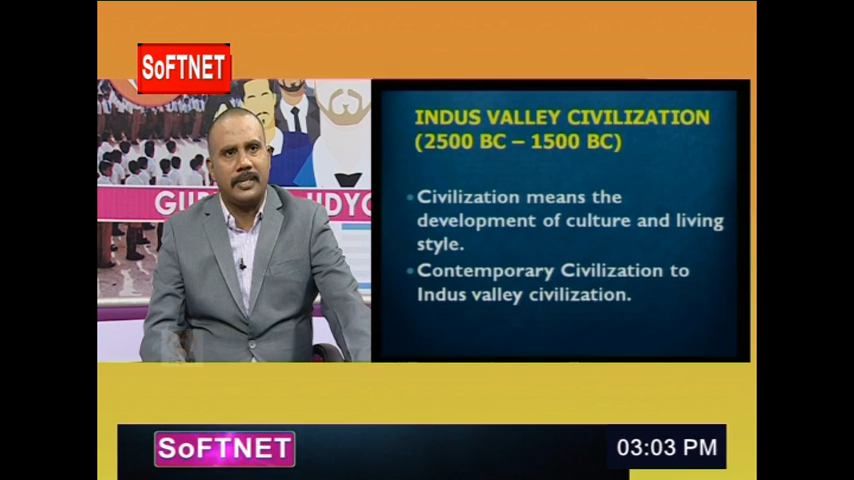 SoFTNET
INDUS VALLEY CIVILIZATION
(2500 BC – 1500 BC)
Civilization means the
development of culture and living
style.
Contemporary Civilization to
Indus valley civilization.
SoFTNET
03:03 PM